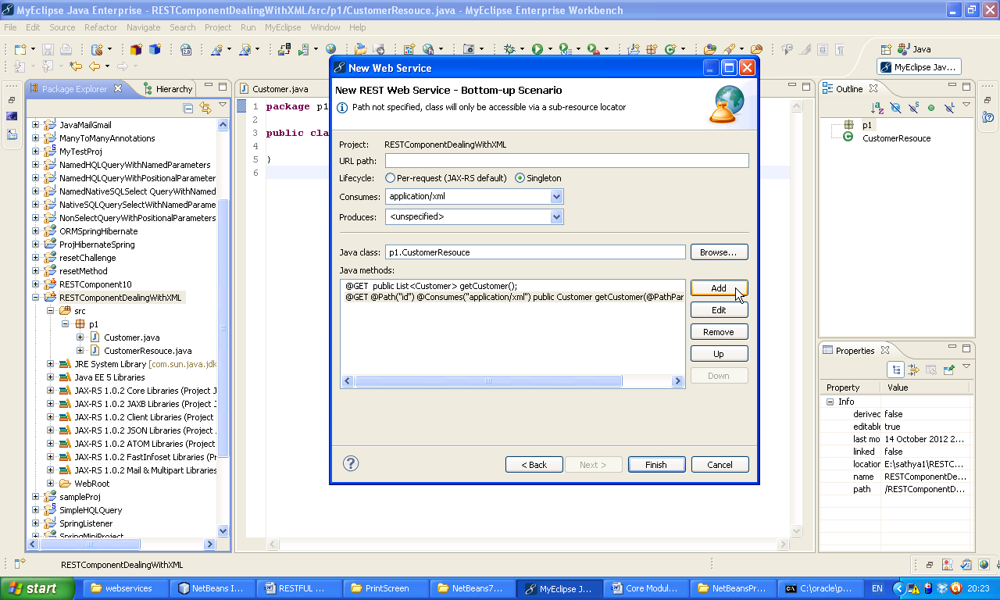 MyEclipse Java Enterprise - RESTComponentDealingWithXML/src/p1/CustomerResouce.java - MyEclipse Enterprise Workbench
File Edit Source Refactor Navigate Search Project Run MyEclipse Window Help
Java
MyEclipse Jav...
Package Explorer
Hierarchy
JavaMailGmail
ManyToManyAnnotations
MyTestProj
NamedHQLQueryWithNamedParameters
NamedHQLQueryWithPositionalParameter
NamedNativeSQLSelect QueryWithNamed
NativeSQLQuerySelectWithNamedParame
NonSelectQueryWithPositionalParameters
ORMSpringHibernate
ProjHibernateSpring
resetChallenge
resetMethod
RESTComponent10
RESTComponentDealingWithXML
src
p1
Customer.java
CustomerResouce.java
JRE System Library [com.sun.java.jdk
Java EE 5 Libraries
JAX-RS 1.0.2 Core Libraries (Project J
JAX-RS 1.0.2 JAXB Libraries (Project J
JAX-RS 1.0.2 Client Libraries (Project
JAX-RS 1.0.2 JSON Libraries (Project
JAX-RS 1.0.2 ATOM Libraries (Project
JAX-RS 1.0.2 FastInfoset Libraries (Pr
JAX-RS 1.0.2 Mail & Multipart Libraries
WebRoot
sampleProj
SimpleHQLQuery
SpringListener
SpringMiniProject
Customer.java
1 package p1
2
3 public cla
4
5 }
6
New Web Service
New REST Web Service - Bottom-up Scenario
Path not specified, class will only be accessible via a sub-resource locator
Project: RESTComponentDealingWithXML
URL path:
Lifecycle: Per-request (JAX-RS default) Singleton
Consumes: application/xml
Produces: <unspecified>
Java class: p1.CustomerResouce Browse...
Java methods:
@GET public List<Customer> getCustomer();
@GET @Path("id") @Consumes("application/xml") public Customer getCustomer(@PathPar
Add
Edit
Remove
Up
Down
? < Back Next > Finish Cancel
Outline
p1
CustomerResouce
Properties
Property Value
Info
derived false
editable true
last mo 14 October 2012 2...
linked false
location E:\sathya1\RESTC...
name RESTComponentDe...
path /RESTComponentD...
RESTComponentDealingWithXML
start
webservices
NetBeans I...
RESTFUL ...
PrintScreen
NetBeans7...
MyEclipse J...
Core Modul...
NetBeansPr...
C:\oracle\p...
EN
20:23